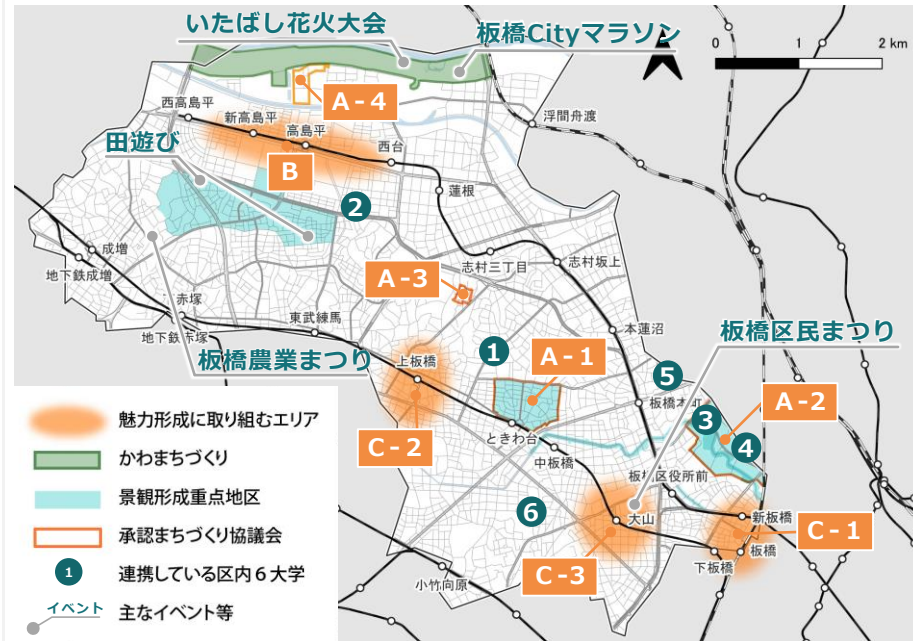 いたばし花火大会
板橋Cityマラソン
0 1 2 km
A-4
西高島平
新高島平
高島平
浮間舟渡
田遊び
西台
B
蓮根
2
成増
志村三丁目
志村坂上
地下鉄成増
A-3
赤塚
東武練馬
本蓮沼
地下鉄赤塚
板橋区民まつり
板橋農業まつり
1
上板橋
A-1
5
板橋本町
A-2
3
魅力形成に取り組むエリア
C-2
ときわ台
4
かわまちづくり
中板橋
板橋区役所前
景観形成重点地区
6
大山
新板橋
C-1
承認まちづくり協議会
板橋
C-3
下板橋
1
連携している区内6大学
小竹向原
イベント
主なイベント等